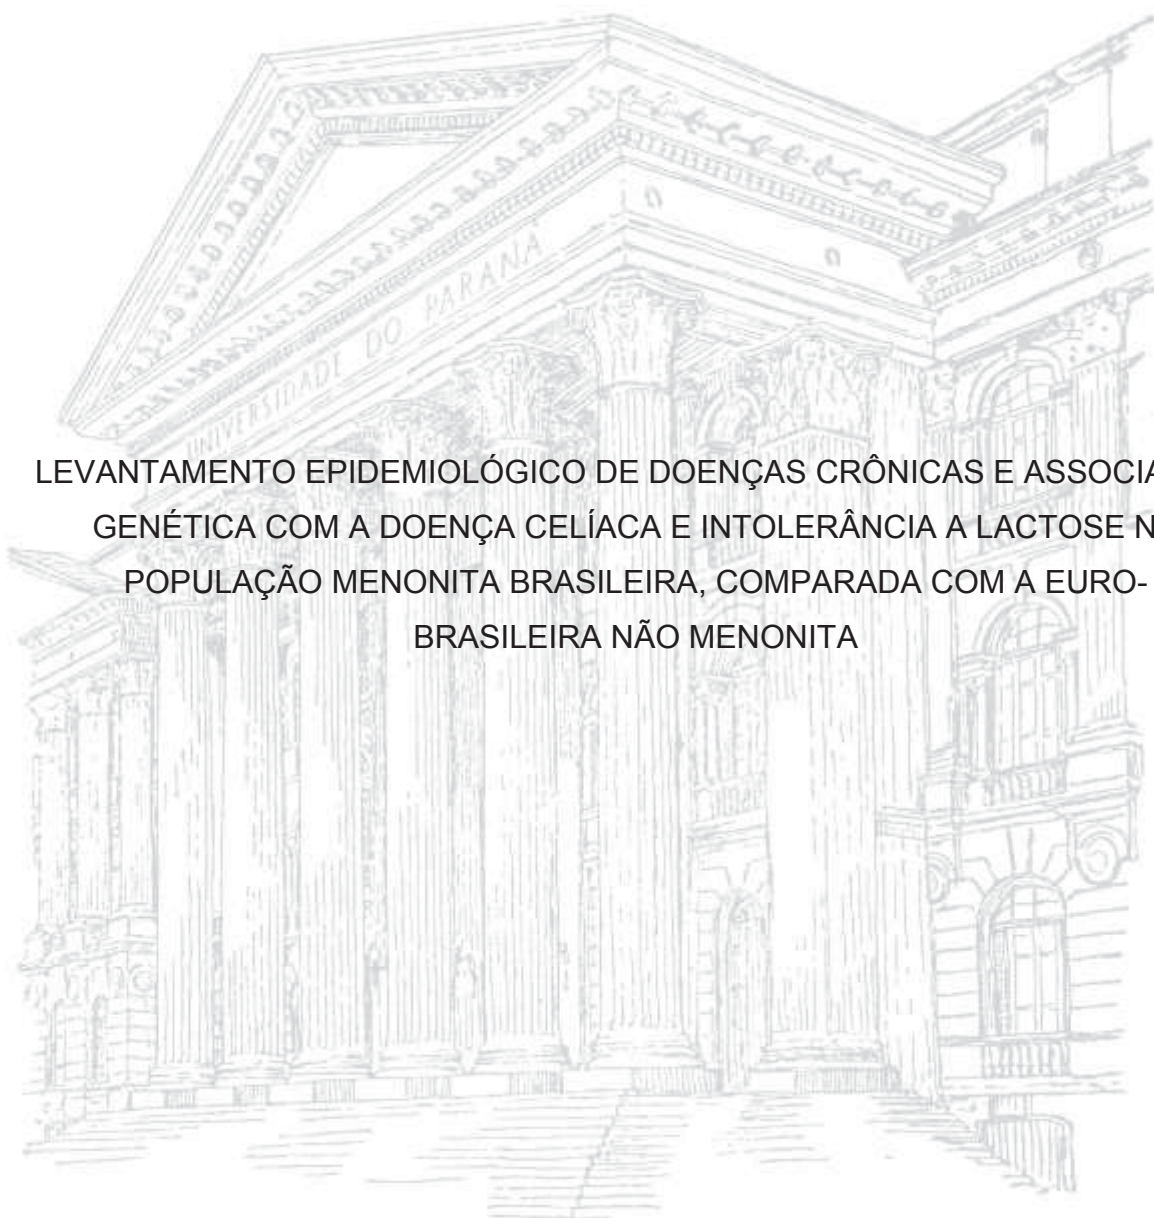 UNIVERSIDADE DO PARANÁ
LEVANTAMENTO EPIDEMIOLÓGICO DE DOENÇAS CRÔNICAS E ASSOCIA
GENÉTICA COM A DOENÇA CELÍACA E INTOLERÂNCIA A LACTOSE N
POPULAÇÃO MENONITA BRASILEIRA, COMPARADA COM A EURO-
BRASILEIRA NÃO MENONITA